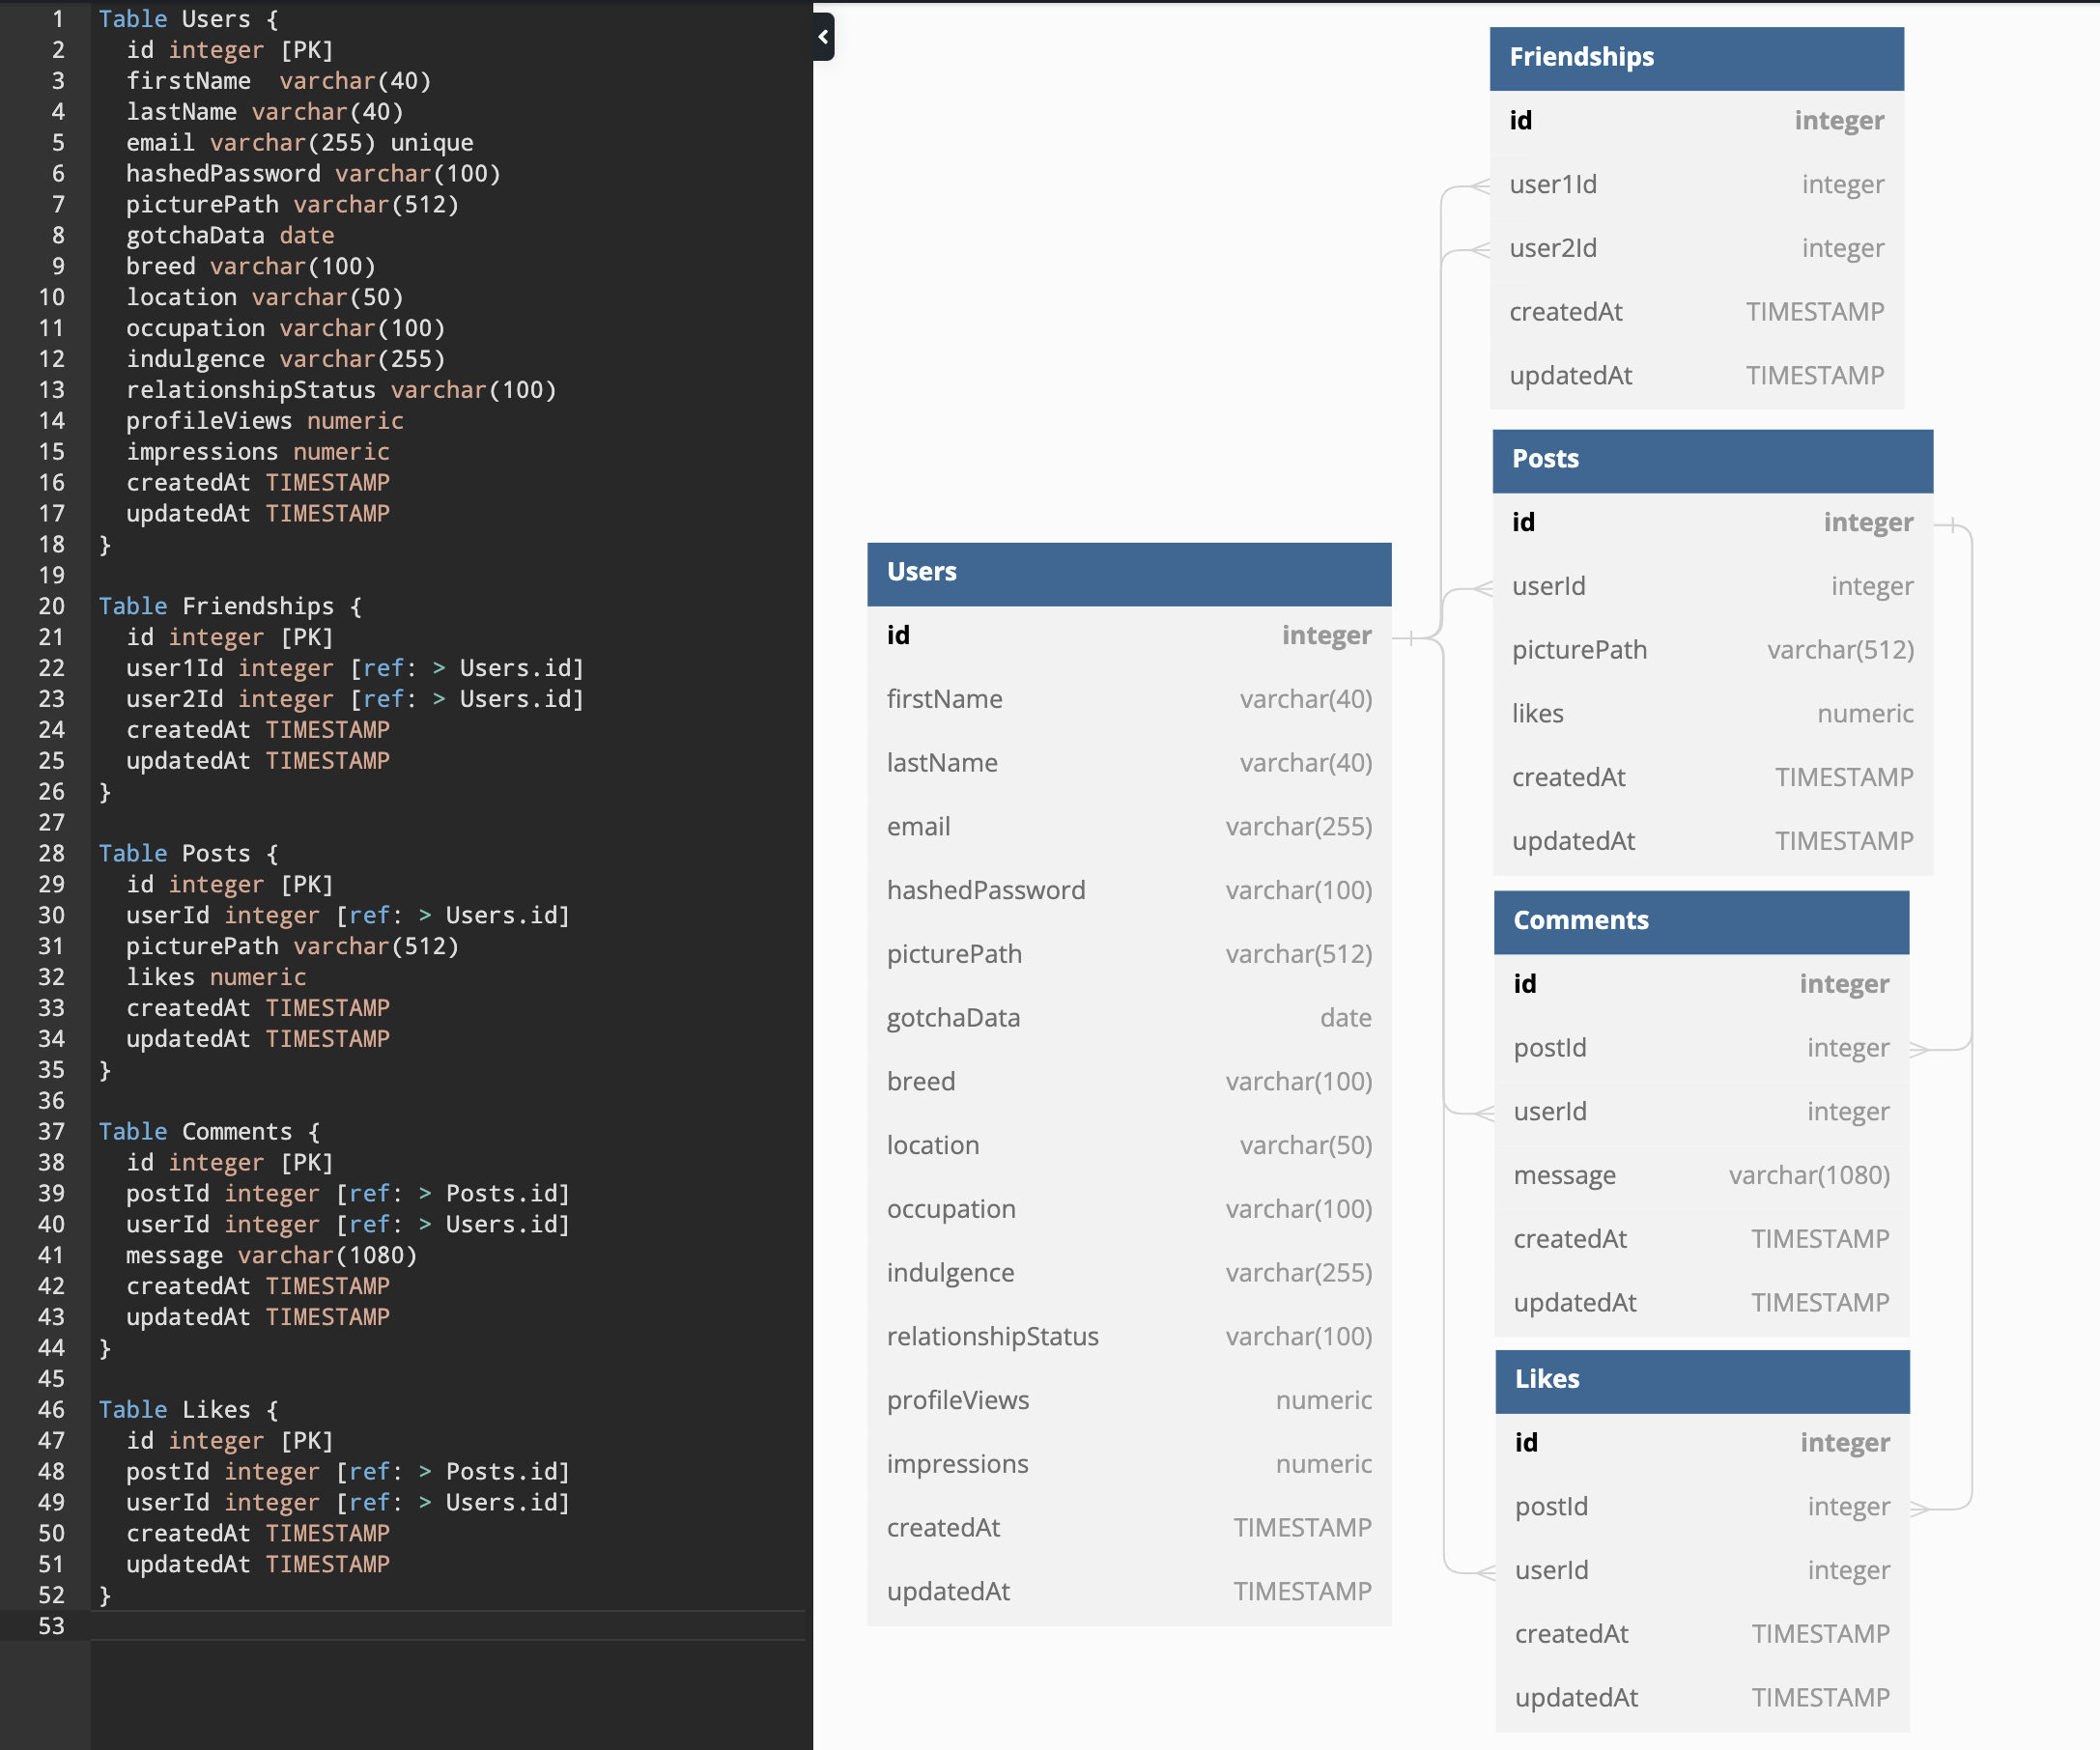 1 Table Users {
2 id integer [PK]
3 firstName  varchar(40)
4 lastName varchar(40)
5 email varchar(255) unique
6 hashedPassword varchar(100)
7 picturePath varchar(512)
8 gotchaData date
9 breed varchar(100)
10 location varchar(50)
11 occupation varchar(100)
12 indulgence varchar(255)
13 relationshipStatus varchar(100)
14 profileViews numeric
15 impressions numeric
16 createdAt TIMESTAMP
17 updatedAt TIMESTAMP
18 }
19
20 Table Friendships {
21 id integer [PK]
22 user1Id integer [ref: > Users.id]
23 user2Id integer [ref: > Users.id]
24 createdAt TIMESTAMP
25 updatedAt TIMESTAMP
26 }
27
28 Table Posts {
29 id integer [PK]
30 userId integer [ref: > Users.id]
31 picturePath varchar(512)
32 likes numeric
33 createdAt TIMESTAMP
34 updatedAt TIMESTAMP
35 }
36
37 Table Comments {
38 id integer [PK]
39 postId integer [ref: > Posts.id]
40 userId integer [ref: > Users.id]
41 message varchar(1080)
42 createdAt TIMESTAMP
43 updatedAt TIMESTAMP
44 }
45
46 Table Likes {
47 id integer [PK]
48 postId integer [ref: > Posts.id]
49 userId integer [ref: > Users.id]
50 createdAt TIMESTAMP
51 updatedAt TIMESTAMP
52 }
53
Users
id integer
firstName varchar(40)
lastName varchar(40)
email varchar(255)
hashedPassword varchar(100)
picturePath varchar(512)
gotchaData date
breed varchar(100)
location varchar(50)
occupation varchar(100)
indulgence varchar(255)
relationshipStatus varchar(100)
profileViews numeric
impressions numeric
createdAt TIMESTAMP
updatedAt TIMESTAMP
Friendships
id integer
user1Id integer
user2Id integer
createdAt TIMESTAMP
updatedAt TIMESTAMP
Posts
id integer
userId integer
picturePath varchar(512)
likes numeric
createdAt TIMESTAMP
updatedAt TIMESTAMP
Comments
id integer
postId integer
userId integer
message varchar(1080)
createdAt TIMESTAMP
updatedAt TIMESTAMP
Likes
id integer
postId integer
userId integer
createdAt TIMESTAMP
updatedAt TIMESTAMP